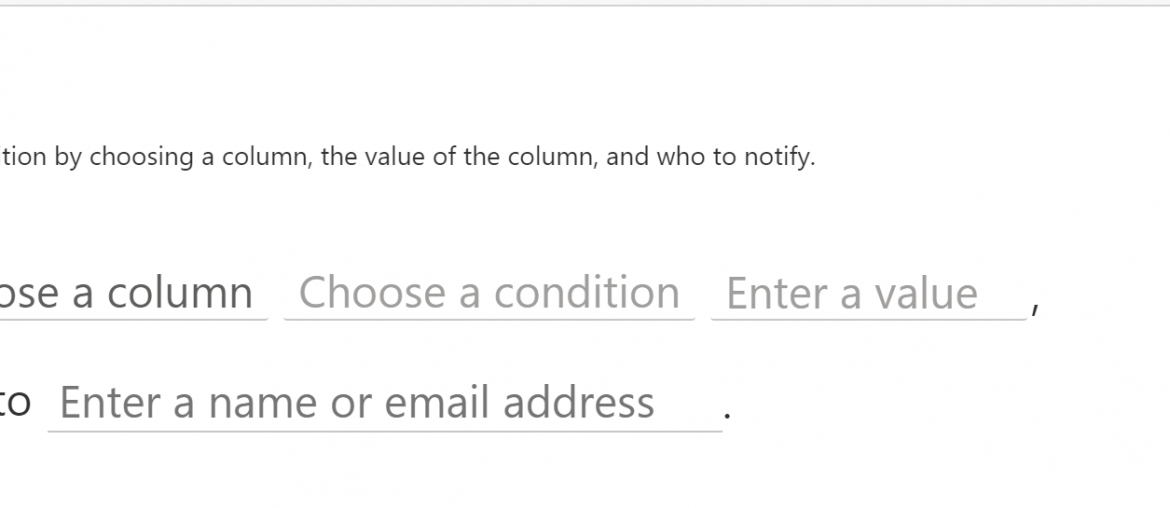 tion by choosing a column, the value of the column, and who to notify.
ose a column Choose a condition Enter a value ,
to Enter a name or email address .